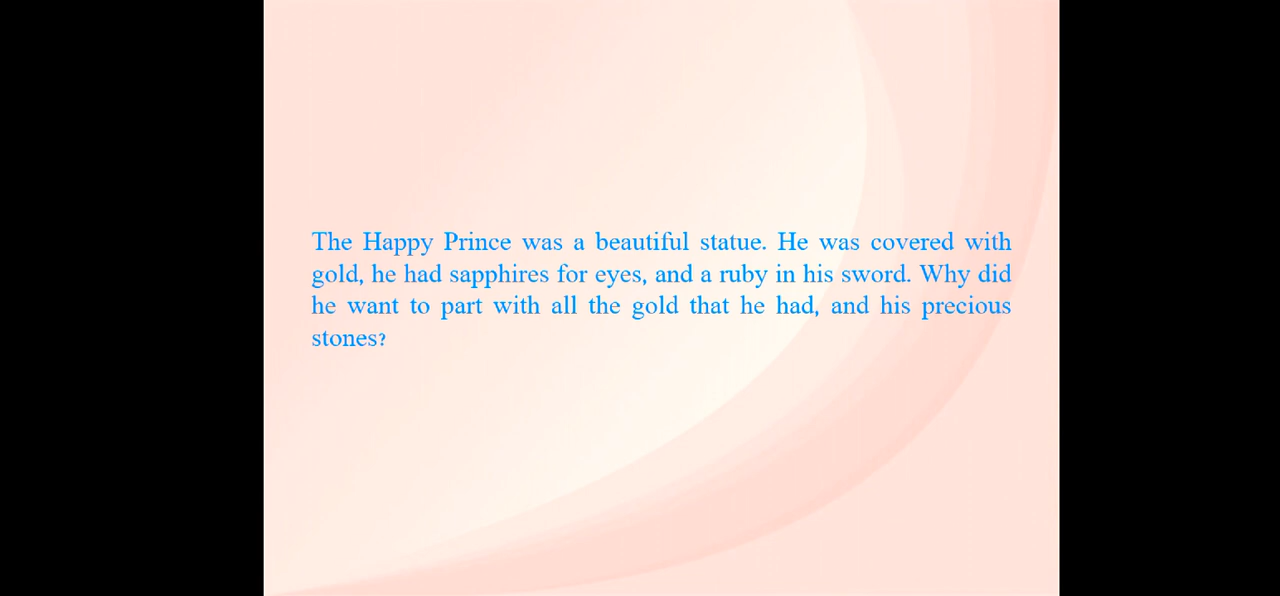 The Happy Prince was a beautiful statue. He was covered with
gold, he had sapphires for eyes, and a ruby in his sword. Why did
he want to part with all the gold that he had, and his precious
stones?